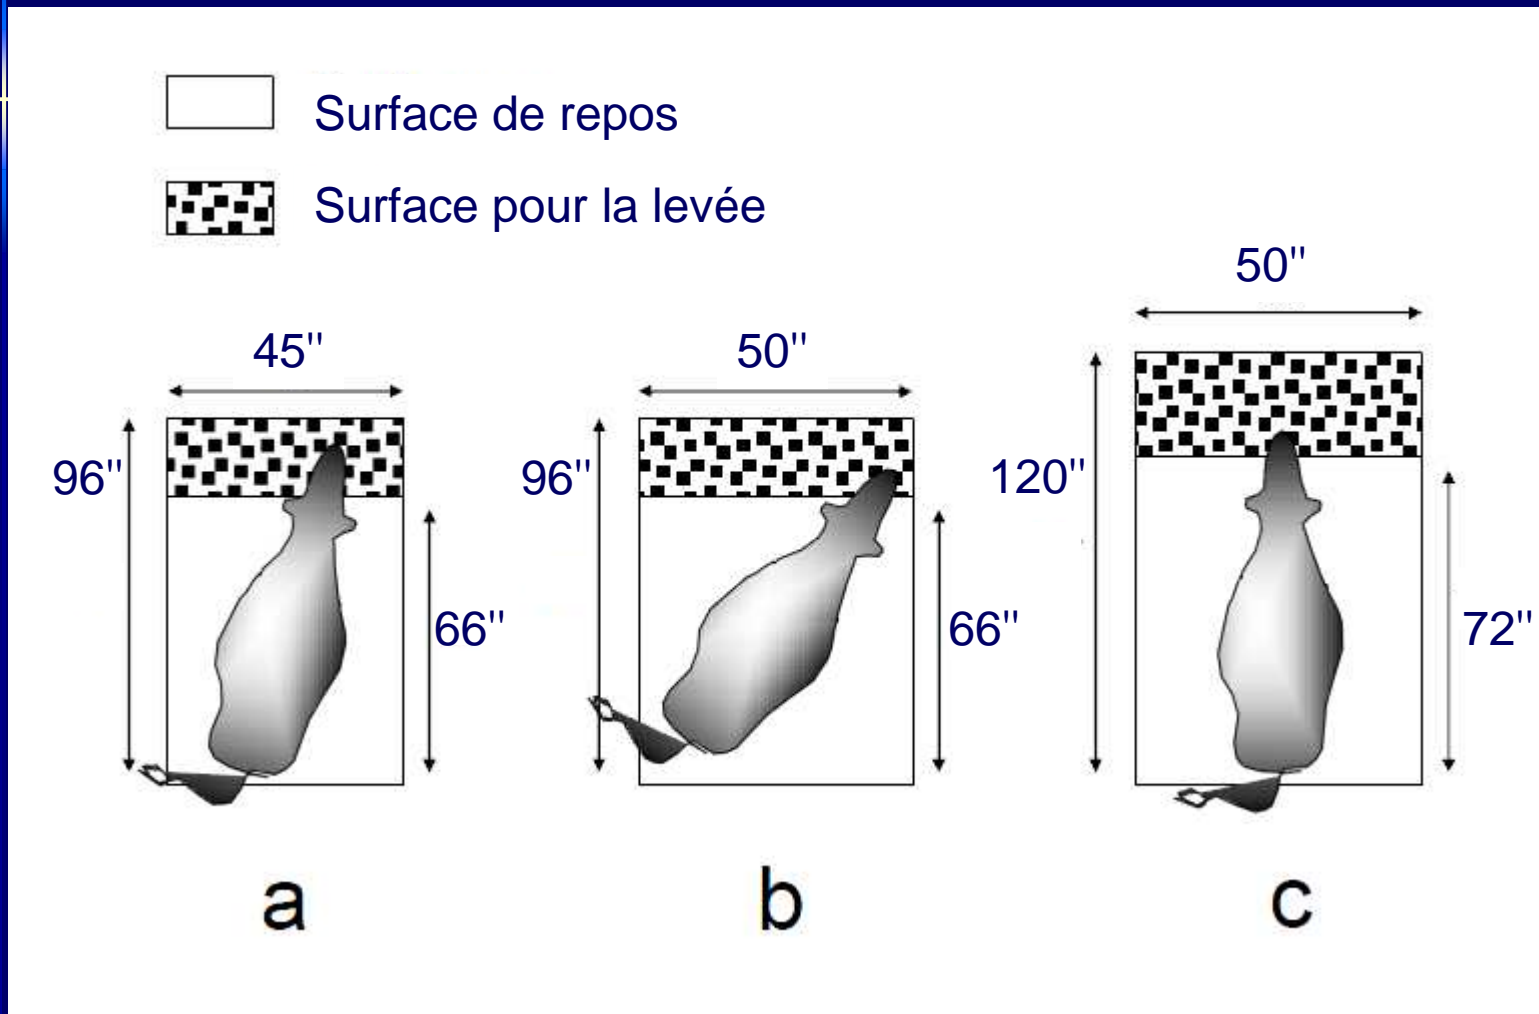 Surface de repos
Surface pour la levée
45"
50"
50"
96"
66"
96"
66"
120"
72"
a
b
c